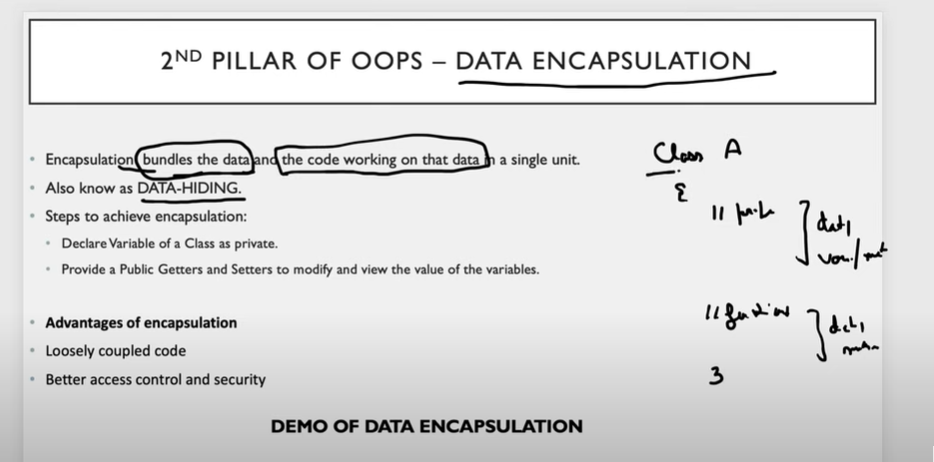 2ND PILLAR OF OOPS – DATA ENCAPSULATION
• Encapsulation bundles the data and the code working on that data in a single unit.
• Also know as DATA-HIDING.
• Steps to achieve encapsulation:
• Declare Variable of a Class as private.
• Provide a Public Getters and Setters to modify and view the value of the variables.
• Advantages of encapsulation
• Loosely coupled code
• Better access control and security
DEMO OF DATA ENCAPSULATION
Class A
{
//
// function
}